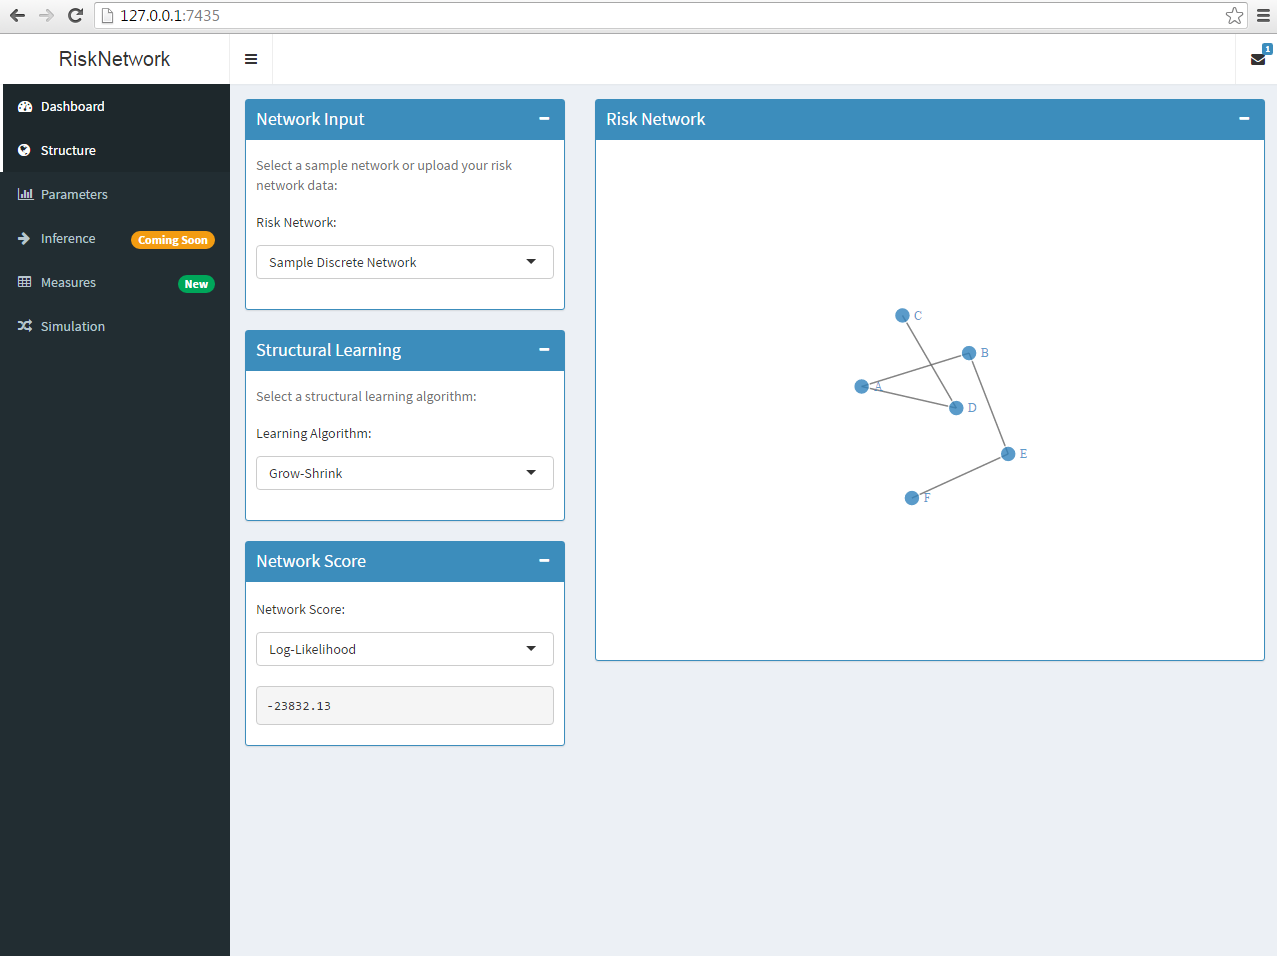 127.0.0.1:7435
RiskNetwork
1
Dashboard
Structure
Parameters
Inference Coming Soon
Measures New
Simulation
Network Input
Select a sample network or upload your risk
network data:
Risk Network:
Sample Discrete Network
Structural Learning
Select a structural learning algorithm:
Learning Algorithm:
Grow-Shrink
Network Score
Network Score:
Log-Likelihood
-23832.13
Risk Network
C
B
A
D
E
F